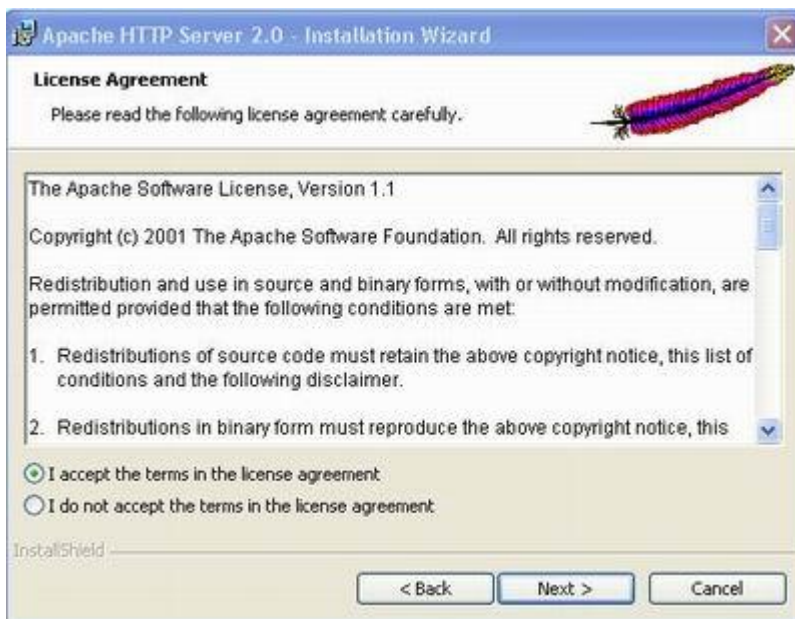 Apache HTTP Server 2.0 - Installation Wizard
License Agreement
Please read the following license agreement carefully.
The Apache Software License, Version 1.1
Copyright (c) 2001 The Apache Software Foundation. All rights reserved.
Redistribution and use in source and binary forms, with or without modification, are
permitted provided that the following conditions are met:
1. Redistributions of source code must retain the above copyright notice, this list of
conditions and the following disclaimer.
2. Redistributions in binary form must reproduce the above copyright notice, this
I accept the terms in the license agreement
I do not accept the terms in the license agreement
InstallShield
< Back Next > Cancel